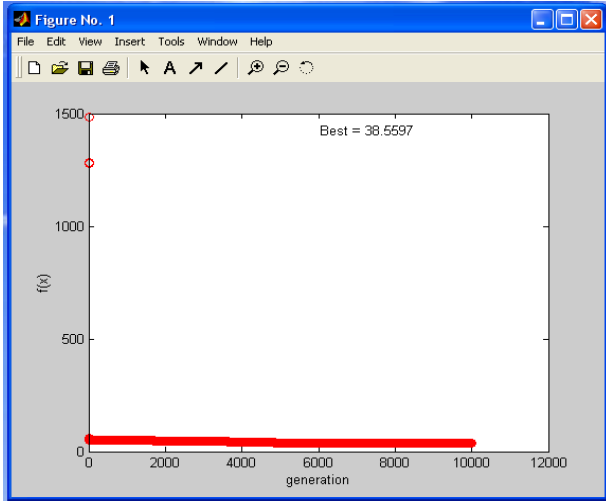 Figure No. 1
File Edit View Insert Tools Window Help
A
1500
Best = 38.5597
1000
f(x)
500
0
0 2000 4000 6000 8000 10000 12000
generation